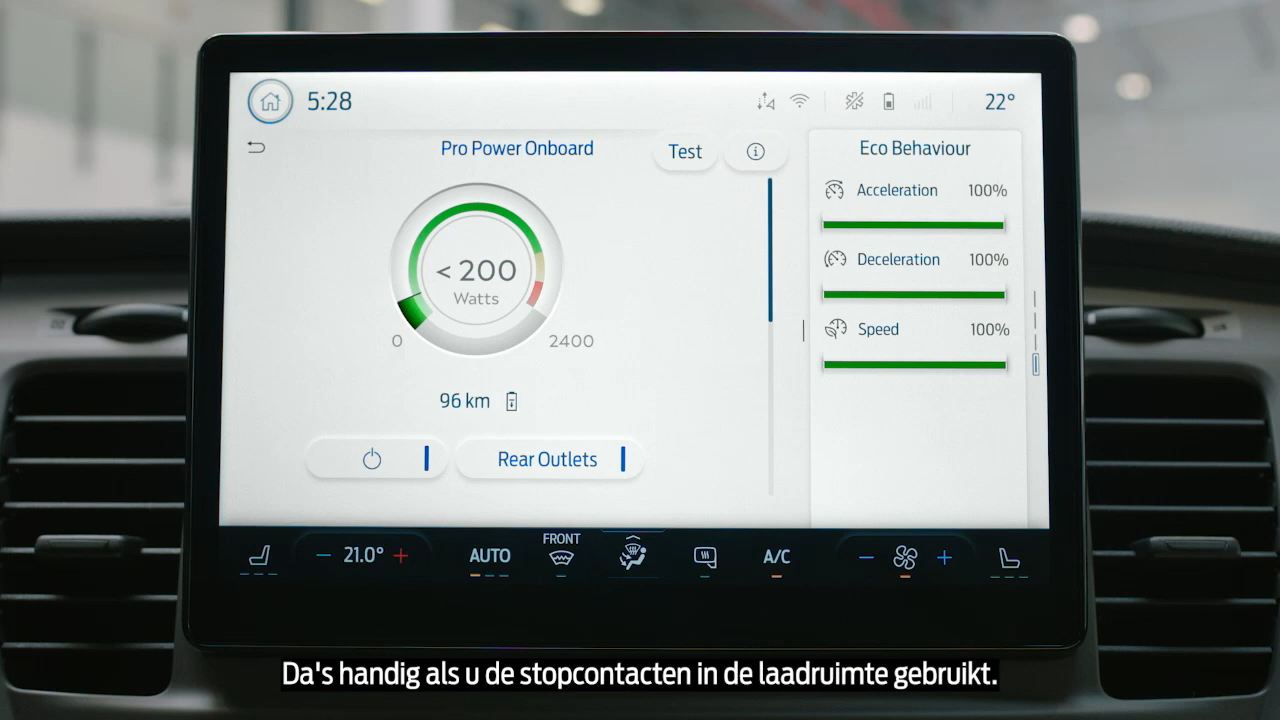 5:28
22°
Pro Power Onboard
Test
Eco Behaviour
Acceleration 100%
Deceleration 100%
Speed 100%
< 200
Watts
0
2400
96 km
Rear Outlets
21.0°
AUTO
FRONT
A/C
Da's handig als u de stopcontacten in de laadruimte gebruikt.